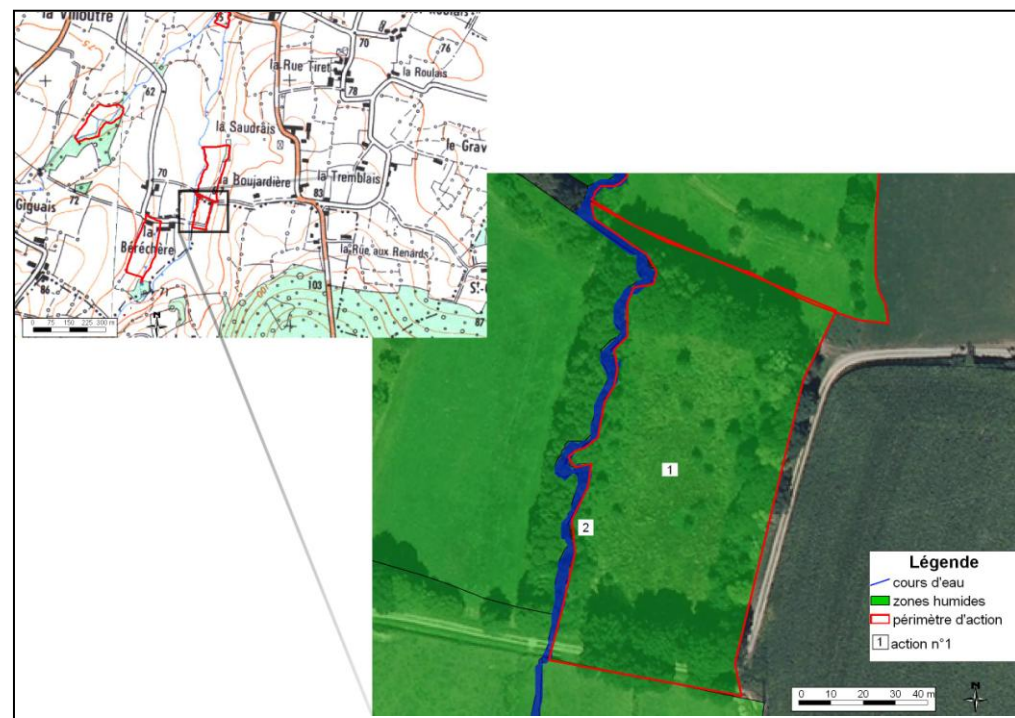 la Villoutre
70
76
la Rue Tiret
la Roulais
62
78
la Saudrais
le Grav
70
la Boujardière
la Tremblais
83
72
Giguais
la Béréchère
la Rue aux Renards
86
71
103
St-
87
0 75 150 225 300 m
N
1
2
Légende
cours d'eau
zones humides
périmètre d'action
1 action n°1
0 10 20 30 40 m
N